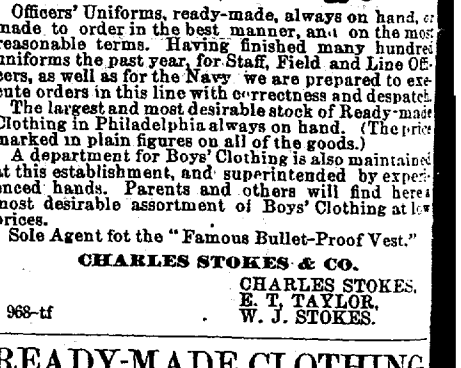 Officers' Uniforms, ready-made, always on hand, or
made to order in the best manner, and on the most
reasonable terms. Having finished many hundred
uniforms the past year, for Staff, Field and Line Off-
cers, as well as for the Navy we are prepared to exe-
cute orders in this line with correctness and despatch.
The largest and most desirable stock of Ready-made
Clothing in Philadelphia always on hand. (The price
marked in plain figures on all of the goods.)
A department for Boys' Clothing is also maintained
at this establishment, and superintended by experi-
enced hands. Parents and others will find here a
most desirable assortment of Boys' Clothing at low
prices.
Sole Agent fot the "Famous Bullet-Proof Vest."
CHARLES STOKES & CO.
CHARLES STOKES,
E. T. TAYLOR,
968-tf W. J. STOKES.
READY-MADE CLOTHING